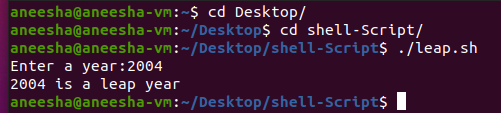 aneesha@aneesha-vm:~$ cd Desktop/
aneesha@aneesha-vm:~/Desktop$ cd shell-Script/
aneesha@aneesha-vm:~/Desktop/shell-Script$ ./leap.sh
Enter a year:2004
2004 is a leap year
aneesha@aneesha-vm:~/Desktop/shell-Script$